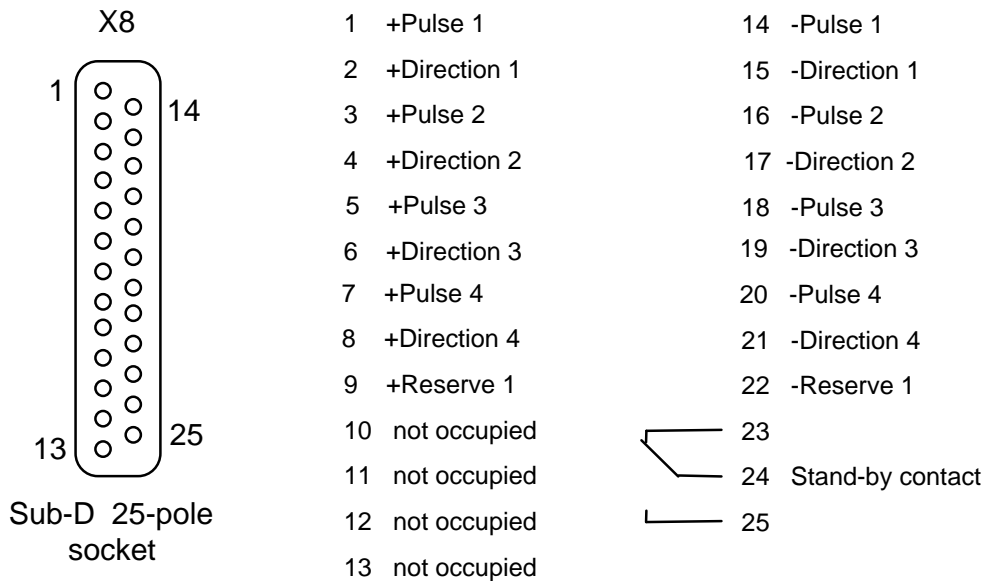 X8
1
14
13
25
Sub-D 25-pole
socket
1 +Pulse 1
2 +Direction 1
3 +Pulse 2
4 +Direction 2
5 +Pulse 3
6 +Direction 3
7 +Pulse 4
8 +Direction 4
9 +Reserve 1
10 not occupied
11 not occupied
12 not occupied
13 not occupied
14 -Pulse 1
15 -Direction 1
16 -Pulse 2
17 -Direction 2
18 -Pulse 3
19 -Direction 3
20 -Pulse 4
21 -Direction 4
22 -Reserve 1
23
24 Stand-by contact
25